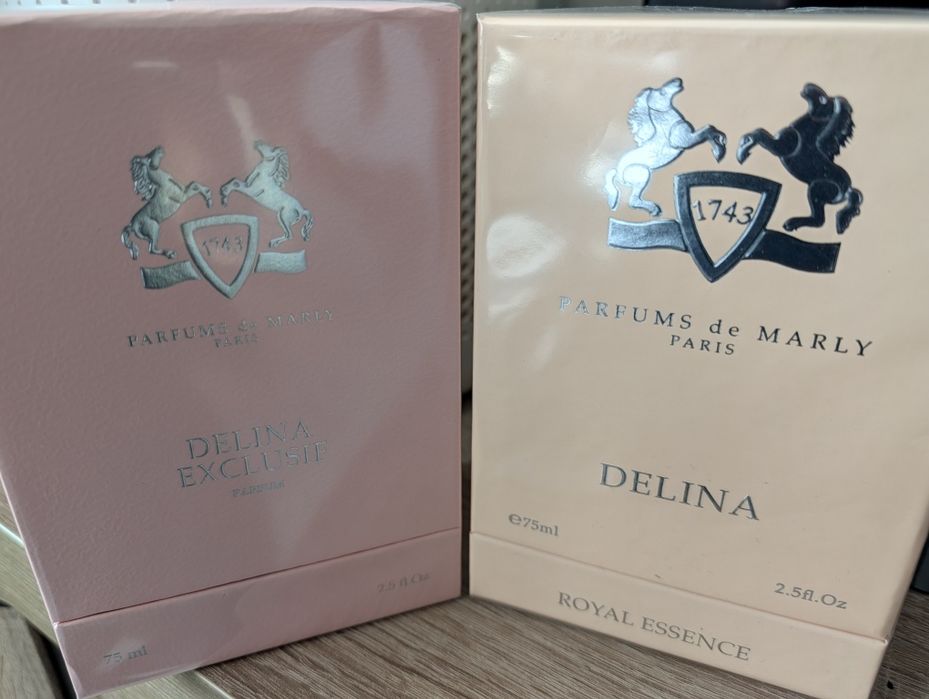 1743
PARFUMS de MARLY
PARIS
DELINA
EXCLUSIF
PARFUM
75 ml
2.5 fl.Oz
1743
PARFUMS de MARLY
PARIS
DELINA
℮75ml
2.5fl.Oz
ROYAL ESSENCE